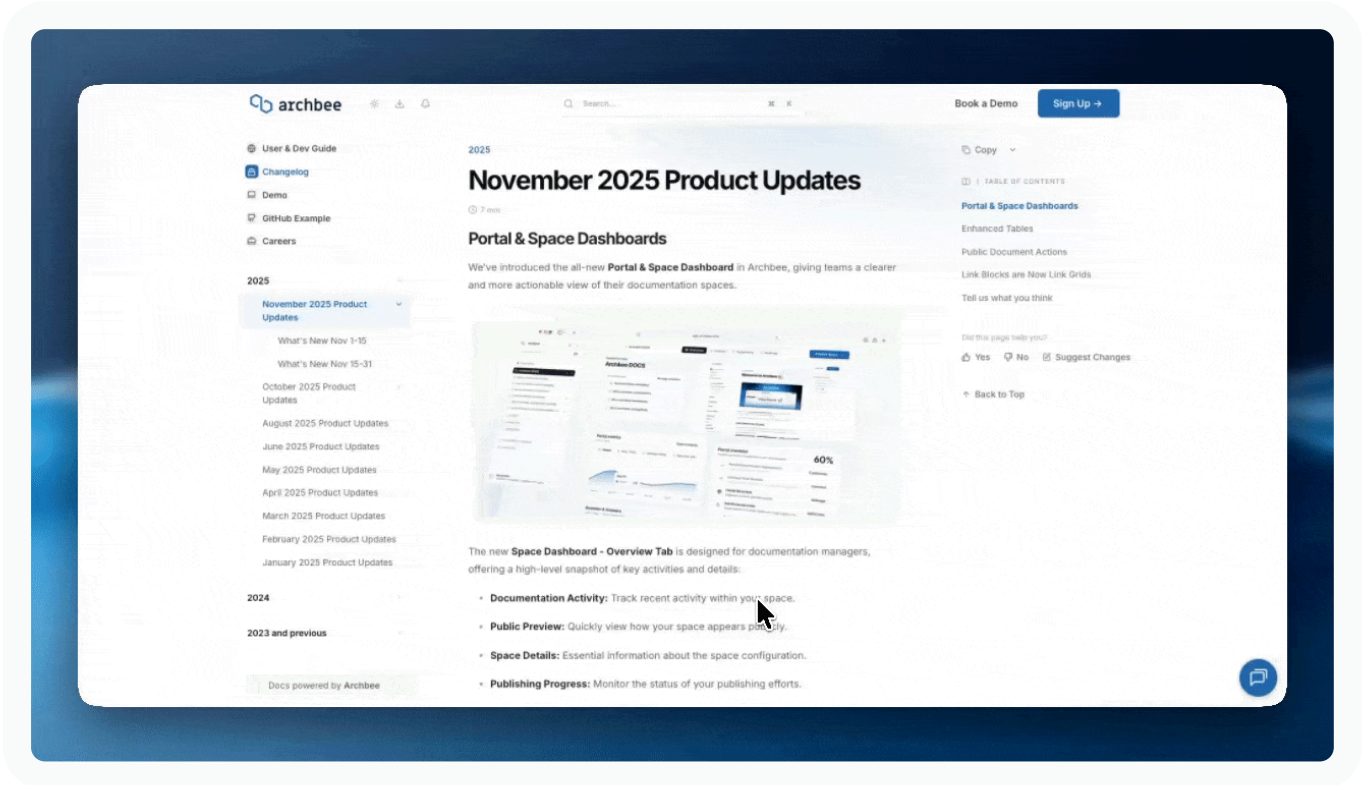 archbee
Search...
⌘ K
Book a Demo
Sign Up →
User & Dev Guide
Changelog
Demo
GitHub Example
Careers
2025
November 2025 Product
Updates
What's New Nov 1-15
What's New Nov 15-31
October 2025 Product
Updates
August 2025 Product Updates
June 2025 Product Updates
May 2025 Product Updates
April 2025 Product Updates
March 2025 Product Updates
February 2025 Product Updates
January 2025 Product Updates
2024
2023 and previous
Docs powered by Archbee
2025
November 2025 Product Updates
7 min
Portal & Space Dashboards
We've introduced the all-new Portal & Space Dashboard in Archbee, giving teams a clearer
and more actionable view of their documentation spaces.
Archbee DOCS
60%
The new Space Dashboard - Overview Tab is designed for documentation managers,
offering a high-level snapshot of key activities and details:
• Documentation Activity: Track recent activity within your space.
• Public Preview: Quickly view how your space appears publicly.
• Space Details: Essential information about the space configuration.
• Publishing Progress: Monitor the status of your publishing efforts.
Copy
TABLE OF CONTENTS
Portal & Space Dashboards
Enhanced Tables
Public Document Actions
Link Blocks are Now Link Grids
Tell us what you think
Did this page help you?
Yes
No
Suggest Changes
Back to Top